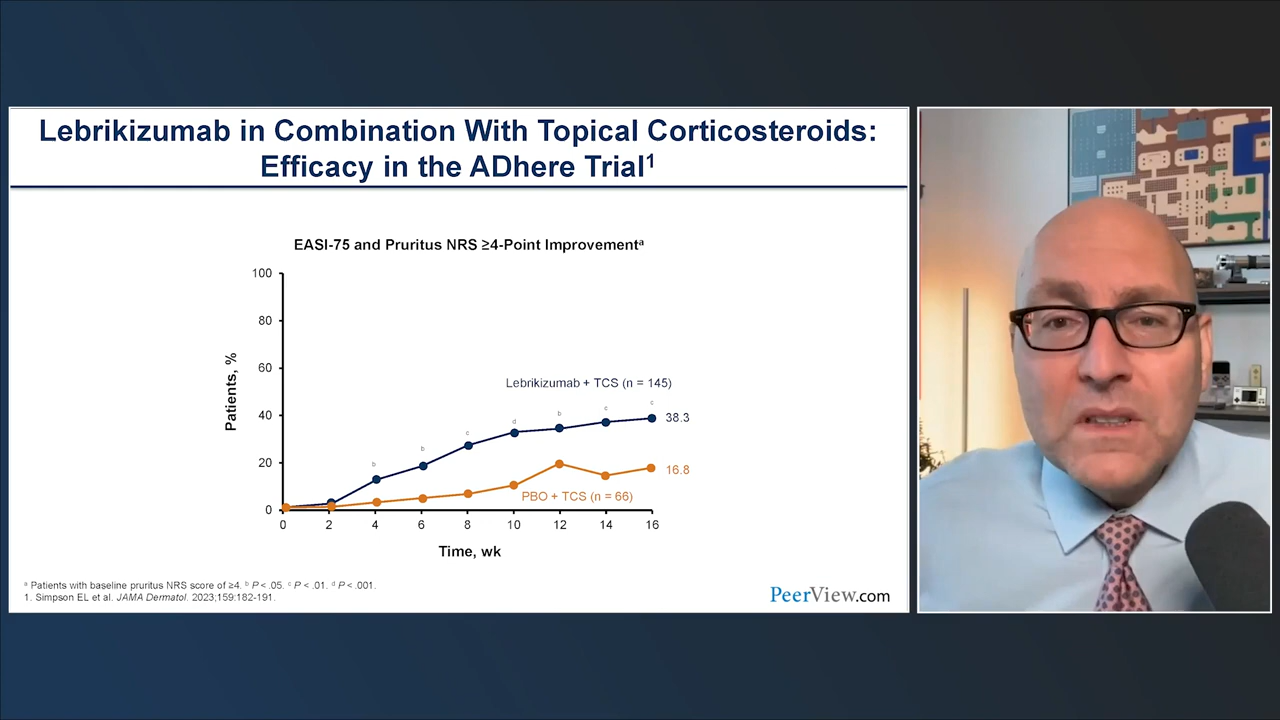 Lebrikizumab in Combination With Topical Corticosteroids:
Efficacy in the ADhere Trial1
EASI-75 and Pruritus NRS ≥4-Point Improvementa
100
80
60
40
20
0
Patients, %
Lebrikizumab + TCS (n = 145)
b
b
c
d
b
c
c
38.3
16.8
PBO + TCS (n = 66)
0 2 4 6 8 10 12 14 16
Time, wk
a Patients with baseline pruritus NRS score of ≥4. b P < .05. c P < .01. d P < .001.
1. Simpson EL et al. JAMA Dermatol. 2023;159:182-191.
PeerView.com